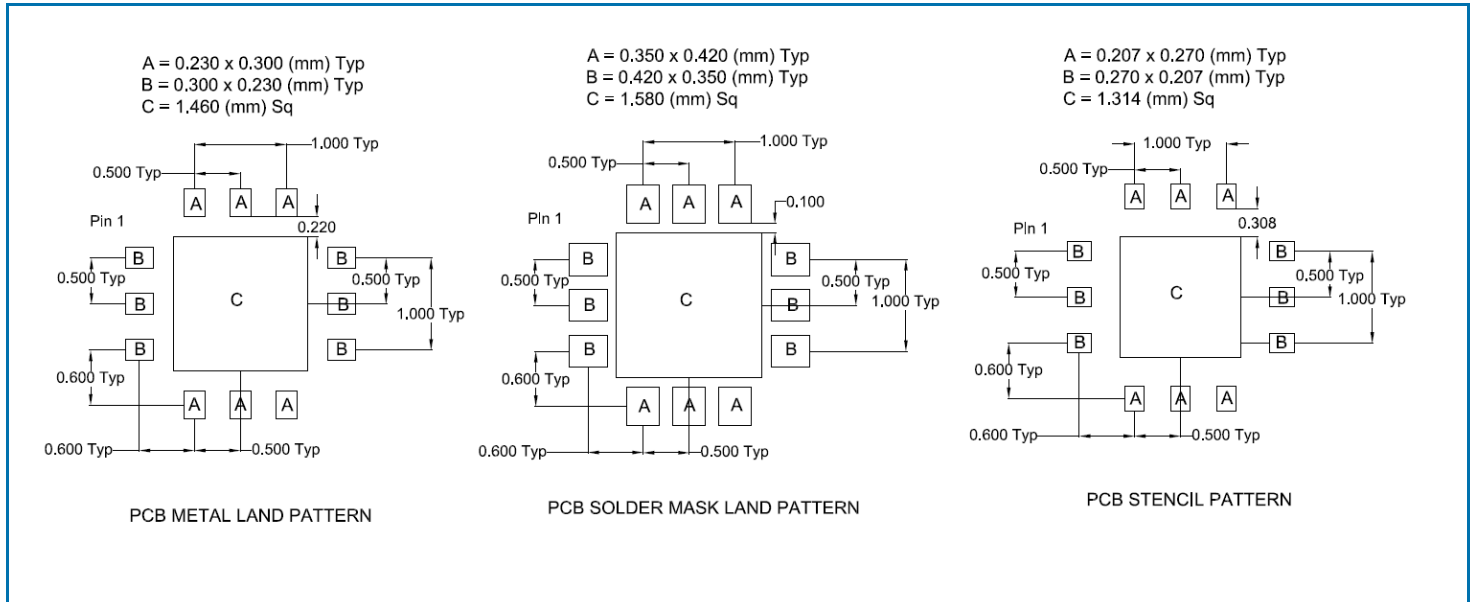 A = 0.230 x 0.300 (mm) Typ
B = 0.300 x 0.230 (mm) Typ
C = 1.460 (mm) Sq
1.000 Typ
0.500 Typ
A
A
A
Pin 1
0.220
B
B
0.500 Typ
0.500 Typ
C
B
B
1.000 Typ
B
B
0.600 Typ
A
A
A
0.600 Typ
0.500 Typ
PCB METAL LAND PATTERN
A = 0.350 x 0.420 (mm) Typ
B = 0.420 x 0.350 (mm) Typ
C = 1.580 (mm) Sq
1.000 Typ
0.500 Typ
A
A
A
0.100
Pin 1
B
B
0.500 Typ
0.500 Typ
C
B
B
1.000 Typ
B
B
0.600 Typ
A
A
A
0.600 Typ
0.500 Typ
PCB SOLDER MASK LAND PATTERN
A = 0.207 x 0.270 (mm) Typ
B = 0.270 x 0.207 (mm) Typ
C = 1.314 (mm) Sq
1.000 Typ
0.500 Typ
A
A
A
0.308
Pin 1
B
B
0.500 Typ
0.500 Typ
C
B
B
1.000 Typ
B
B
0.600 Typ
A
A
A
0.600 Typ
0.500 Typ
PCB STENCIL PATTERN